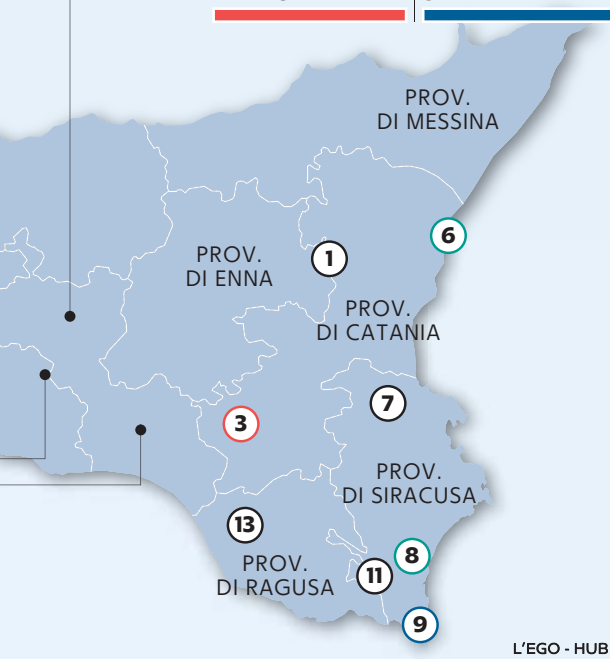 PROV.
DI MESSINA
6
1
PROV.
DI ENNA
PROV.
DI CATANIA
7
3
PROV.
DI SIRACUSA
13
8
PROV.
DI RAGUSA
11
9
L'EGO - HUB